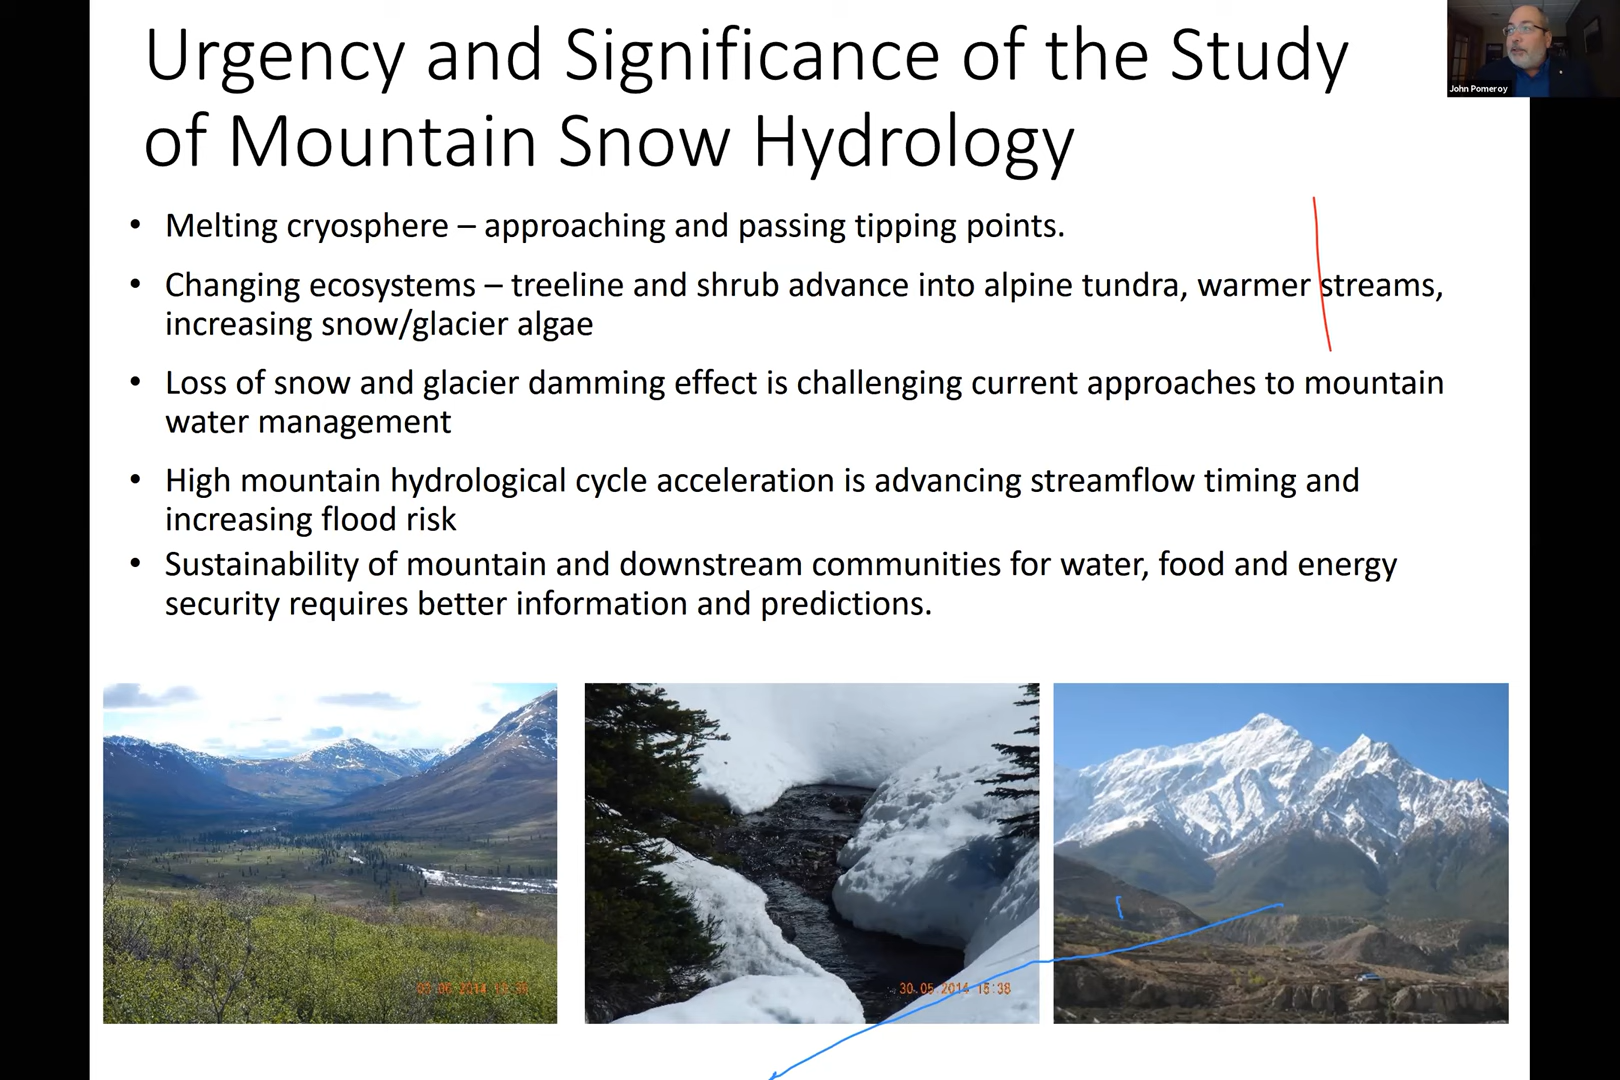 Urgency and Significance of the Study
of Mountain Snow Hydrology
John Pomeroy
• Melting cryosphere – approaching and passing tipping points.
• Changing ecosystems – treeline and shrub advance into alpine tundra, warmer streams,
increasing snow/glacier algae
• Loss of snow and glacier damming effect is challenging current approaches to mountain
water management
• High mountain hydrological cycle acceleration is advancing streamflow timing and
increasing flood risk
• Sustainability of mountain and downstream communities for water, food and energy
security requires better information and predictions.
2014
30.05.2014 15:38